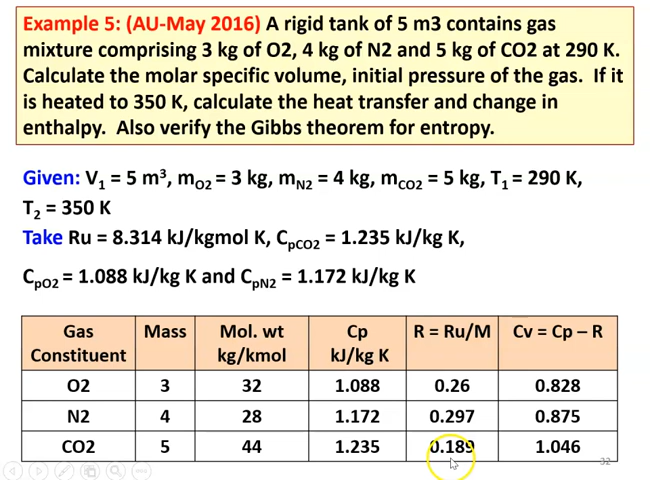 Example 5: (AU-May 2016) A rigid tank of 5 m3 contains gas
mixture comprising 3 kg of O2, 4 kg of N2 and 5 kg of CO2 at 290 K.
Calculate the molar specific volume, initial pressure of the gas. If it
is heated to 350 K, calculate the heat transfer and change in
enthalpy. Also verify the Gibbs theorem for entropy.
Given: V₁ = 5 m³, m_O2 = 3 kg, m_N2 = 4 kg, m_CO2 = 5 kg, T₁ = 290 K,
T₂ = 350 K
Take Ru = 8.314 kJ/kgmol K, C_pCO2 = 1.235 kJ/kg K,
C_pO2 = 1.088 kJ/kg K and C_pN2 = 1.172 kJ/kg K
Gas Constituent Mass Mol. wt kg/kmol Cp kJ/kg K R = Ru/M Cv = Cp – R
O2 3 32 1.088 0.26 0.828
N2 4 28 1.172 0.297 0.875
CO2 5 44 1.235 0.189 1.046
32